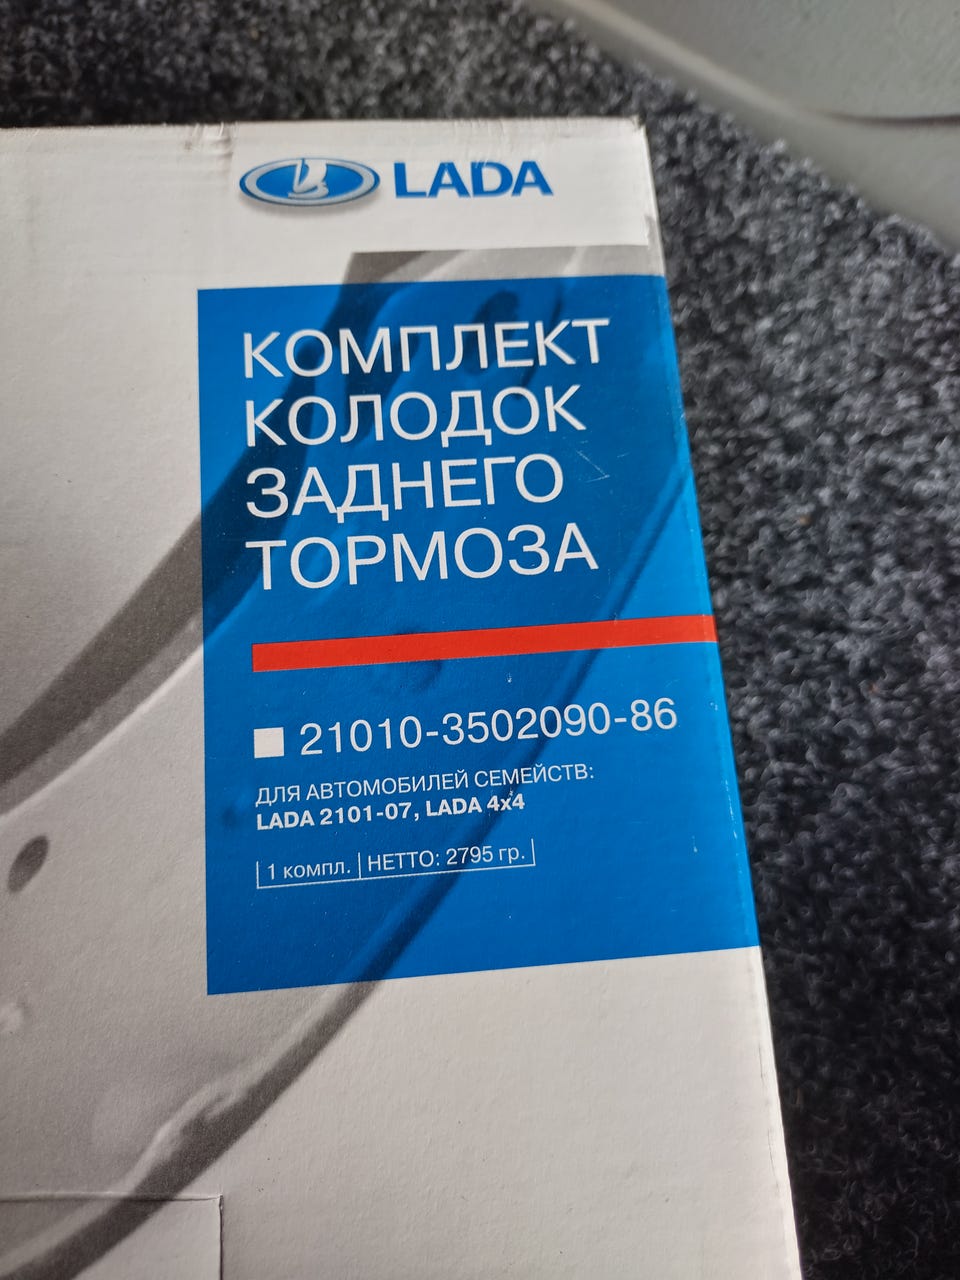 LADA
КОМПЛЕКТ
КОЛОДОК
ЗАДНЕГО
ТОРМОЗА
21010-3502090-86
ДЛЯ АВТОМОБИЛЕЙ СЕМЕЙСТВ:
LADA 2101-07, LADA 4x4
1 компл. НЕТТО: 2795 гр.